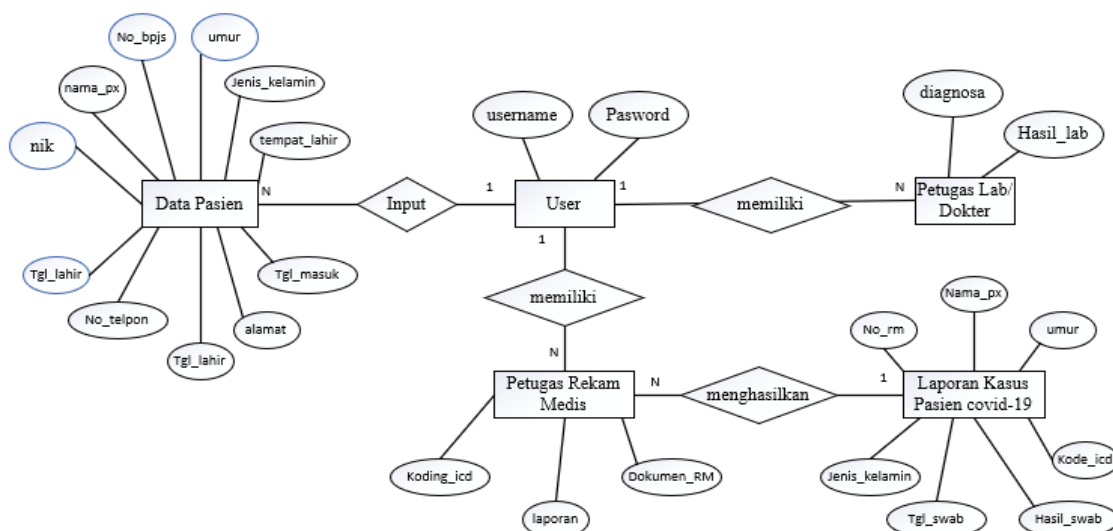 No_bpjs
umur
nama_px
Jenis_kelamin
nik
tempat_lahir
Data Pasien
N
Input
1
Tgl_lahir
No_telpon
Tgl_lahir
alamat
Tgl_masuk
username
Pasword
User
1
1
memiliki
N
diagnosa
Hasil_lab
Petugas Lab/
Dokter
memiliki
N
Petugas Rekam
Medis
N
menghasilkan
1
Koding_icd
laporan
Dokumen_RM
Nama_px
No_rm
umur
Laporan Kasus
Pasien covid-19
Jenis_kelamin
Tgl_swab
Hasil_swab
Kode_icd